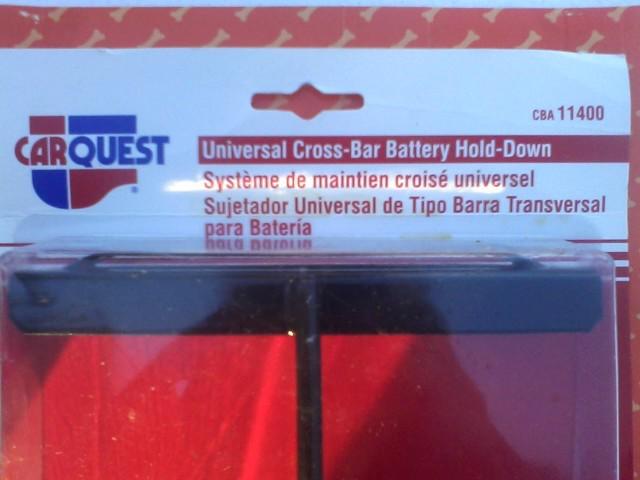 CBA 11400
CARQUEST®
Universal Cross-Bar Battery Hold-Down
Système de maintien croisé universel
Sujetador Universal de Tipo Barra Transversal
para Batería